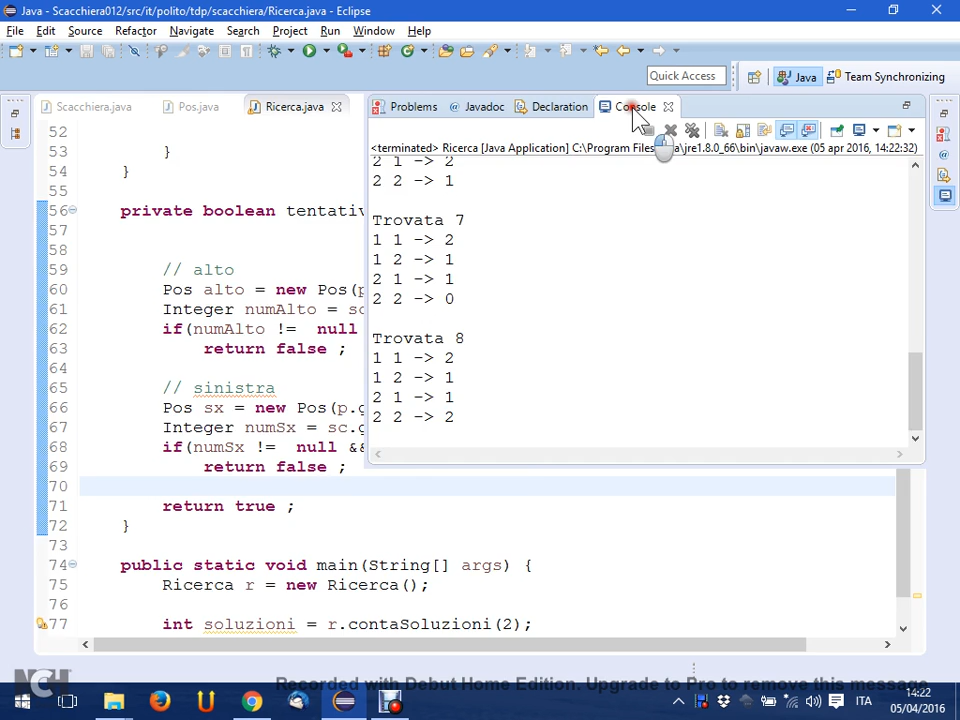 Java - Scacchiera012/src/it/polito/tdp/scacchiera/Ricerca.java - Eclipse
File Edit Source Refactor Navigate Search Project Run Window Help
Quick Access
Java
Team Synchronizing
Scacchiera.java
Pos.java
Ricerca.java
Problems
Javadoc
Declaration
Console
<terminated> Ricerca [Java Application] C:\Program Files
\jre1.8.0_66\bin\javaw.exe (05 apr 2016, 14:22:32)
2 1 -> 2
2 2 -> 1
Trovata 7
1 1 -> 2
1 2 -> 1
2 1 -> 1
2 2 -> 0
Trovata 8
1 1 -> 2
1 2 -> 1
2 1 -> 1
2 2 -> 2
52
53 }
54 }
55
56 private boolean tentativ
57
58
59 // alto
60 Pos alto = new Pos(p
61 Integer numAlto = sc
62 if(numAlto != null
63 return false ;
64
65 // sinistra
66 Pos sx = new Pos(p.g
67 Integer numSx = sc.g
68 if(numSx != null &&
69 return false ;
70
71 return true ;
72 }
73
74 public static void main(String[] args) {
75 Ricerca r = new Ricerca();
76
77 int soluzioni = r.contaSoluzioni(2);
NCH
Recorded with Debut Home Edition. Upgrade to Pro to remove this message
ITA
14:22
05/04/2016